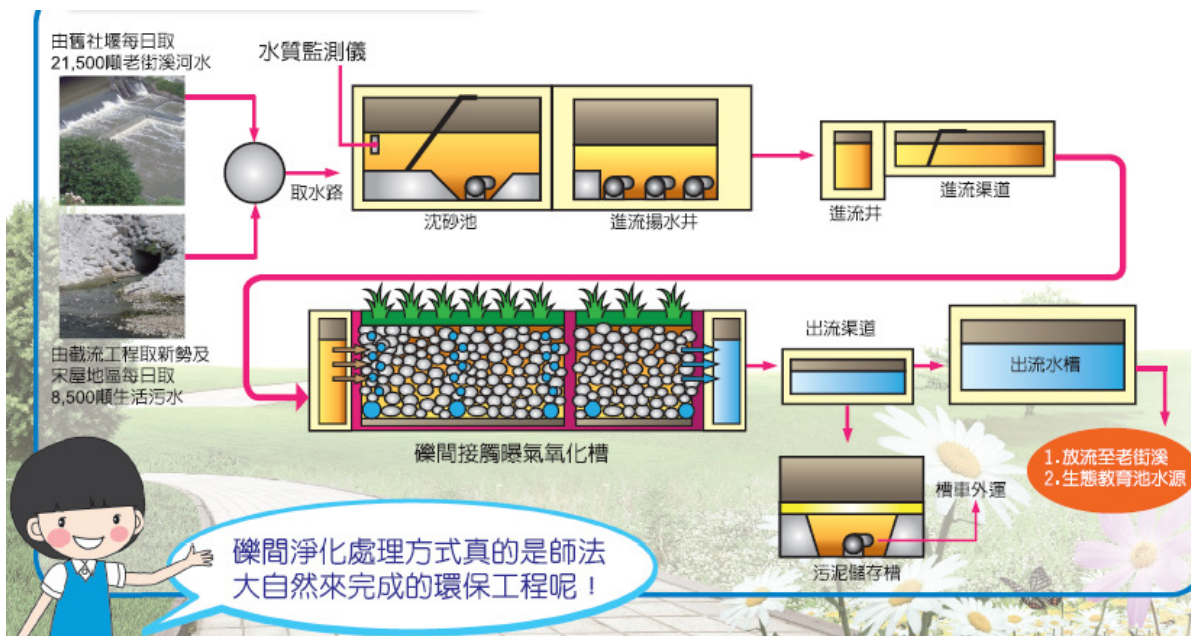 由舊社堰每日取
21,500順老街溪河水
水質監測儀
取水路
沈砂池
進流揚水井
進流井
進流渠道
由截流工程取新勢及
宋屋地區每日取
8,500順生活污水
礫間接觸曝氣氧化槽
出流渠道
出流水槽
1.放流至老街溪
2.生態教育池水源
槽車外運
污泥儲存槽
礫間淨化處理方式真的是師法
大自然來完成的環保工程呢！